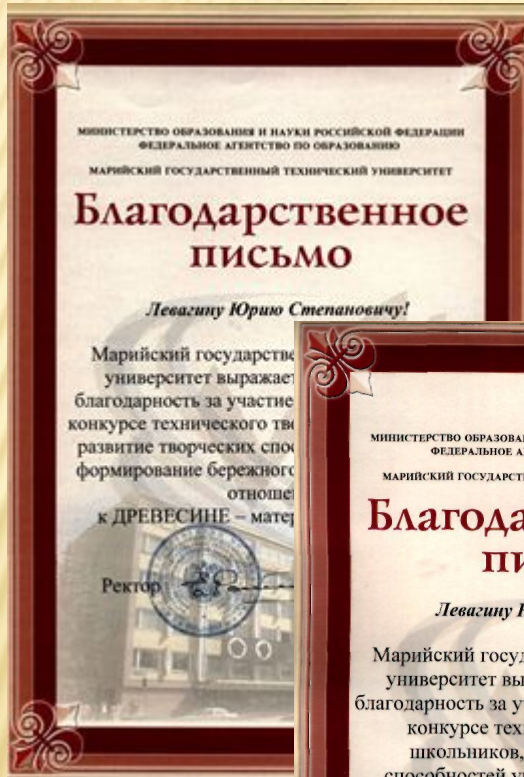 МИНИСТЕРСТВО ОБРАЗОВАНИЯ И НАУКИ РОССИЙСКОЙ ФЕДЕРАЦИИ
ФЕДЕРАЛЬНОЕ АГЕНТСТВО ПО ОБРАЗОВАНИЮ
МАРИЙСКИЙ ГОСУДАРСТВЕННЫЙ ТЕХНИЧЕСКИЙ УНИВЕРСИТЕТ
Благодарственное
письмо
Левагину Юрию Степановичу!
Марийский государстве
университет выражает
благодарность за участие
конкурсе технического тво
развитие творческих спос
формирование бережного
отноше
к ДРЕВЕСИНЕ – матер
Ректор
МИНИСТЕРСТВО ОБРАЗОВА
ФЕДЕРАЛЬНОЕ А
МАРИЙСКИЙ ГОСУДАРСТ
Благода
пи
Левагину
Марийский госуд
университет вы
благодарность за у
конкурсе тех
школьников,
способностей у